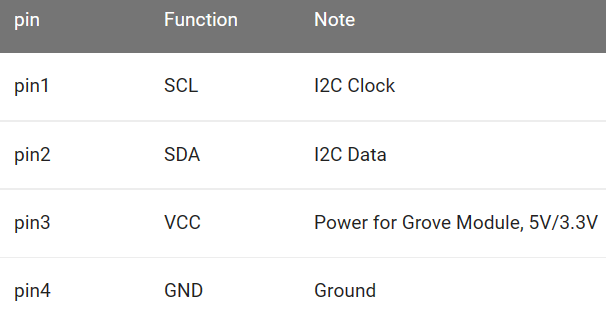 pin Function Note
pin1 SCL I2C Clock
pin2 SDA I2C Data
pin3 VCC Power for Grove Module, 5V/3.3V
pin4 GND Ground